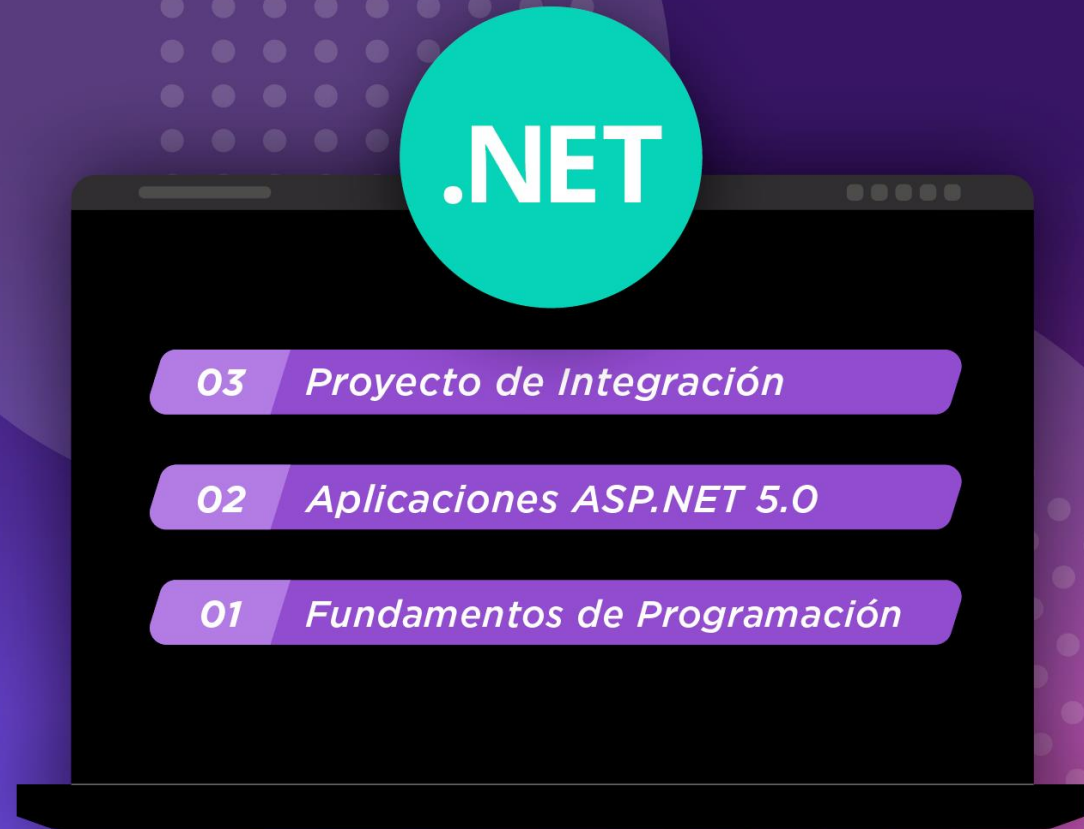 .NET
03 Proyecto de Integración
02 Aplicaciones ASP.NET 5.0
01 Fundamentos de Programación